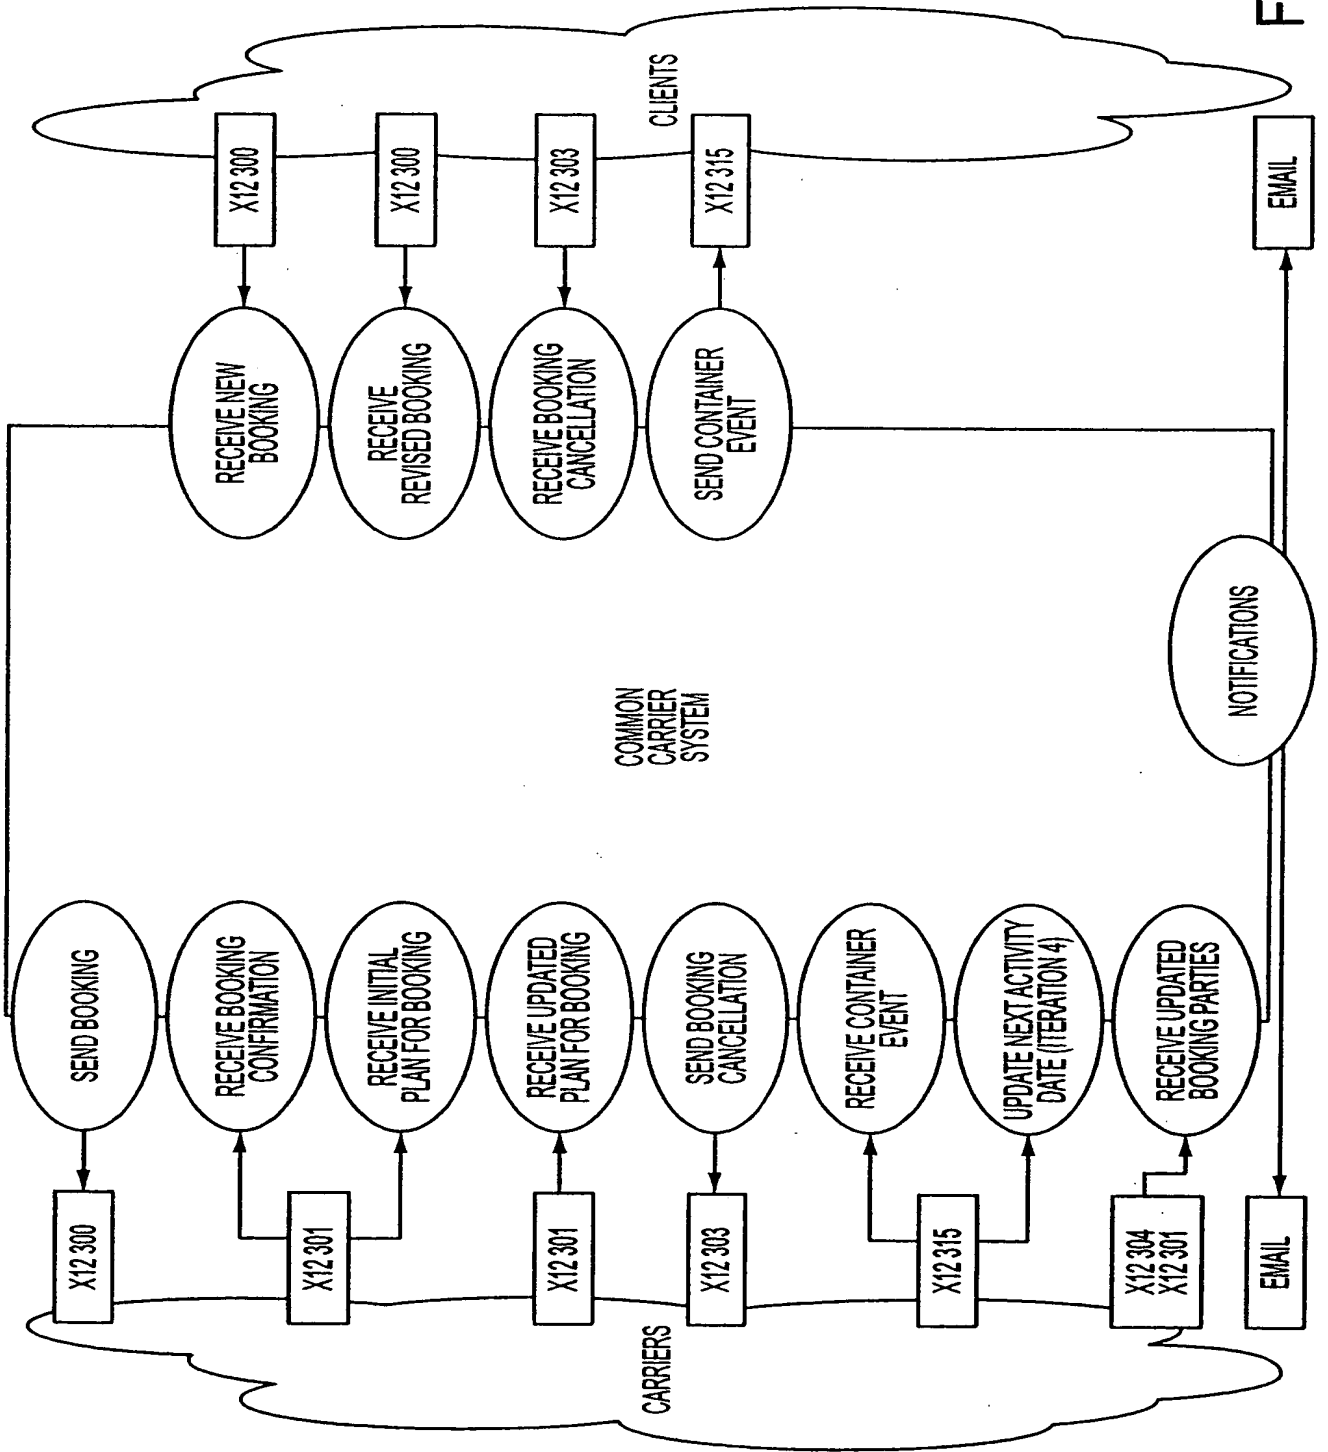 X12 300
X12 301
X12 301
X12 303
X12 315
X12 304
X12 301
EMAIL
CARRIERS
SEND BOOKING
RECEIVE BOOKING
CONFIRMATION
RECEIVE INITIAL
PLAN FOR BOOKING
RECEIVE UPDATED
PLAN FOR BOOKING
SEND BOOKING
CANCELLATION
RECEIVE CONTAINER
EVENT
UPDATE NEXT ACTIVITY
DATE (ITERATION 4)
RECEIVE UPDATED
BOOKING PARTIES
COMMON
CARRIER
SYSTEM
NOTIFICATIONS
RECEIVE NEW
BOOKING
RECEIVE
REVISED BOOKING
RECEIVE BOOKING
CANCELLATION
SEND CONTAINER
EVENT
X12 300
X12 300
X12 303
X12 315
EMAIL
CLIENTS
F